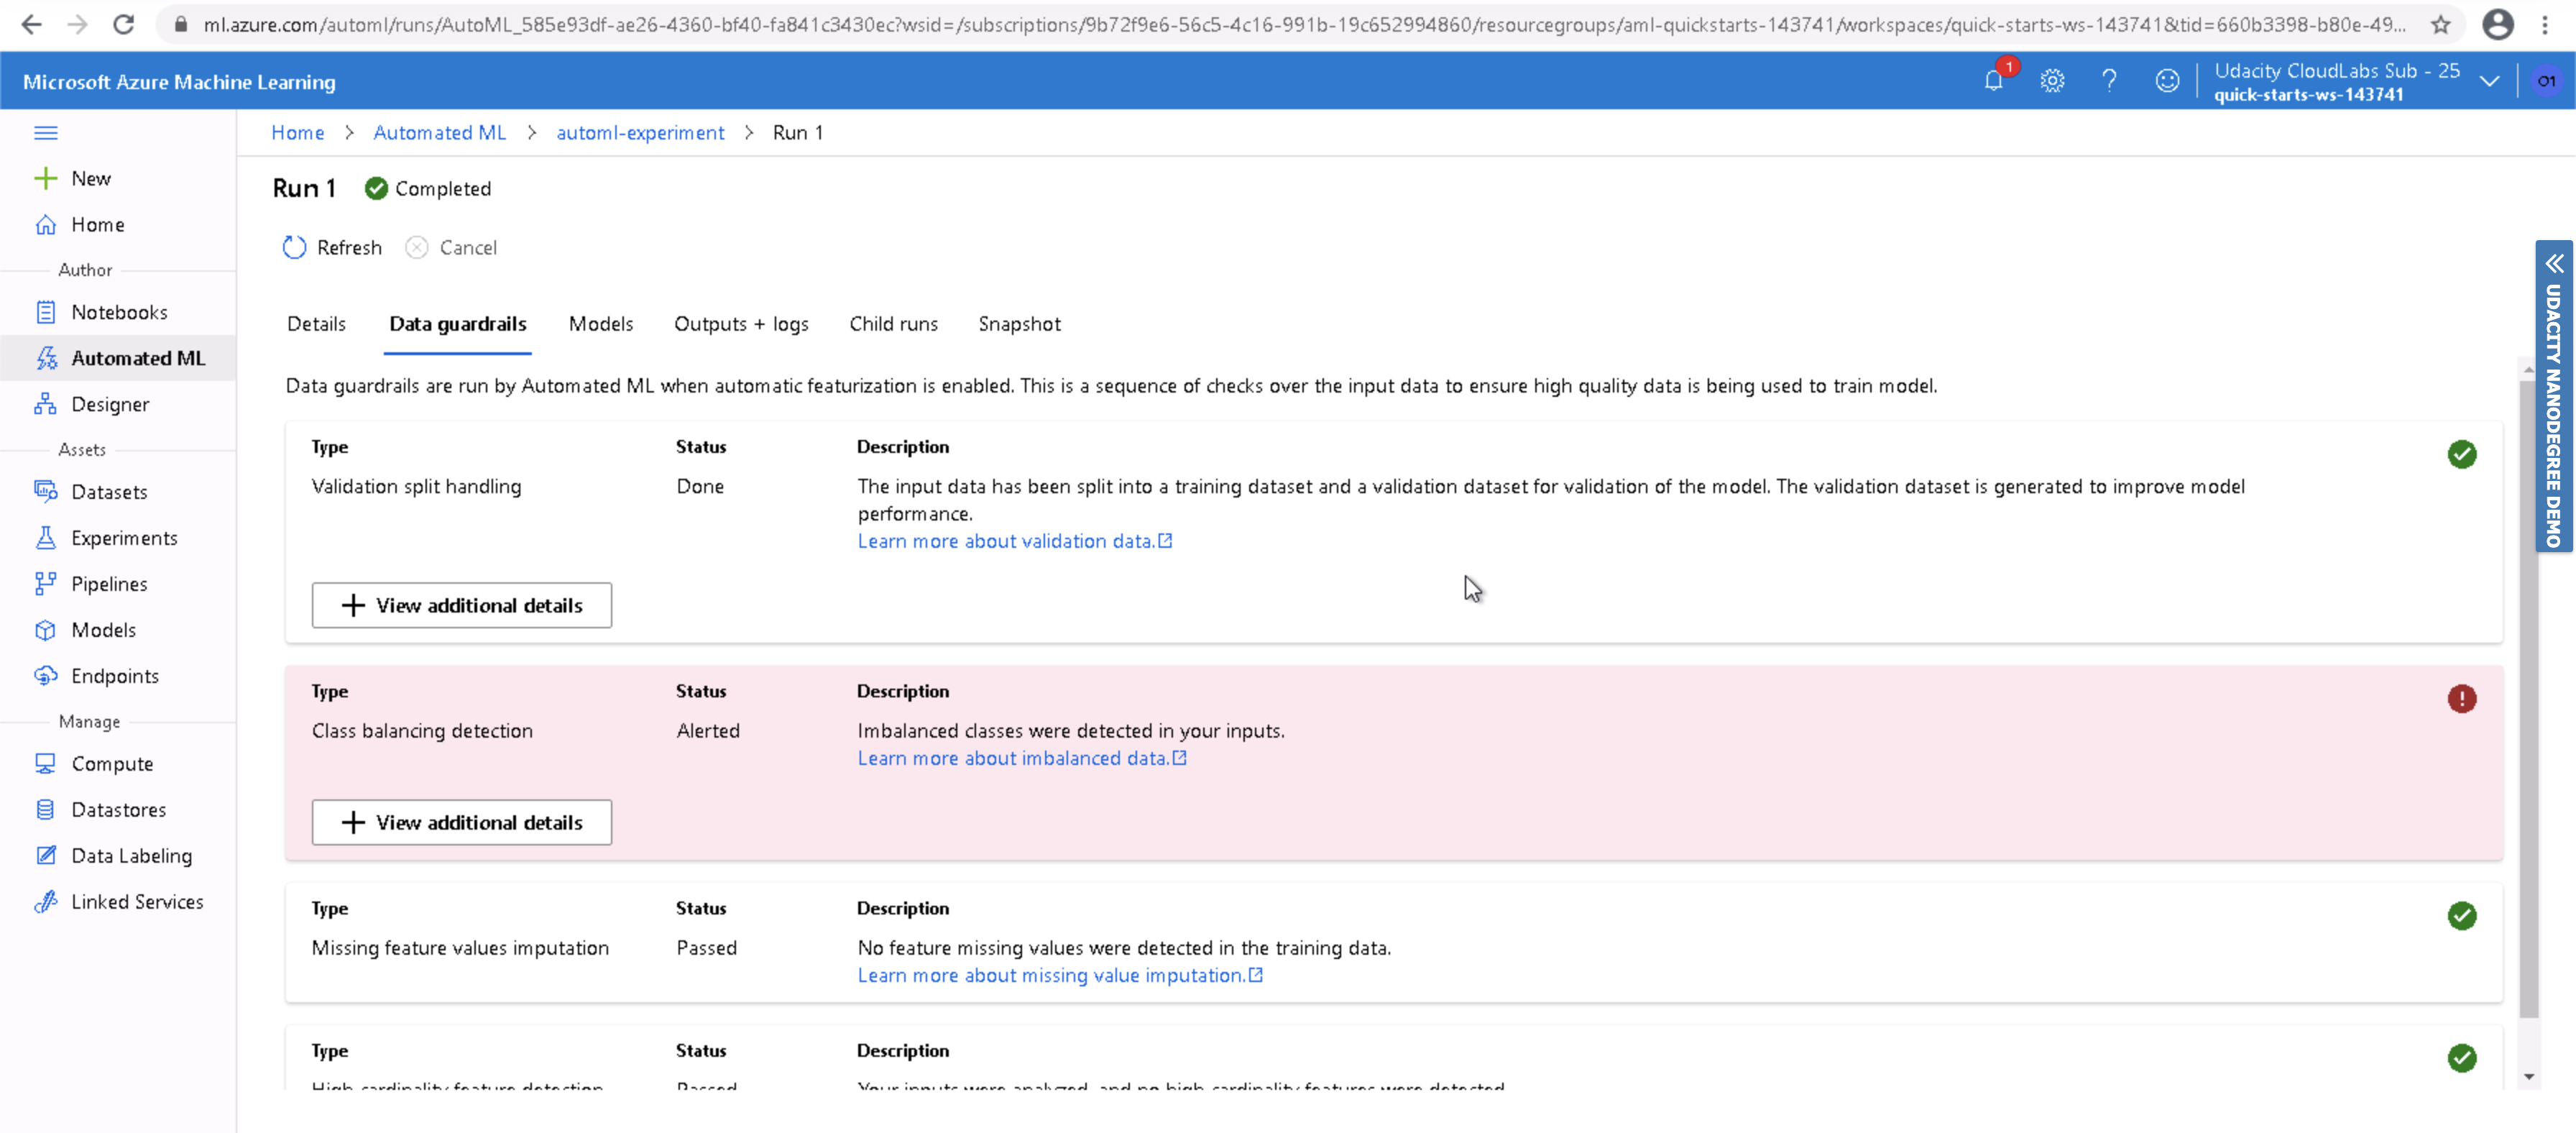 ml.azure.com/automl/runs/AutoML_585e93df-ae26-4360-bf40-fa841c3430ec?wsid=/subscriptions/9b72f9e6-56c5-4c16-991b-19c652994860/resourcegroups/aml-quickstarts-143741/workspaces/quick-starts-ws-143741&tid=660b3398-b80e-49...
Microsoft Azure Machine Learning
1
Udacity CloudLabs Sub - 25
quick-starts-ws-143741
O1
Home > Automated ML > automl-experiment > Run 1
New
Home
Author
Notebooks
Automated ML
Designer
Assets
Datasets
Experiments
Pipelines
Models
Endpoints
Manage
Compute
Datastores
Data Labeling
Linked Services
Run 1 Completed
Refresh Cancel
Details Data guardrails Models Outputs + logs Child runs Snapshot
Data guardrails are run by Automated ML when automatic featurization is enabled. This is a sequence of checks over the input data to ensure high quality data is being used to train model.
Type Status Description
Validation split handling Done The input data has been split into a training dataset and a validation dataset for validation of the model. The validation dataset is generated to improve model
performance.
Learn more about validation data.
+ View additional details
Type Status Description
Class balancing detection Alerted Imbalanced classes were detected in your inputs.
Learn more about imbalanced data.
+ View additional details
Type Status Description
Missing feature values imputation Passed No feature missing values were detected in the training data.
Learn more about missing value imputation.
Type Status Description
High cardinality feature detection Passed Your inputs were analyzed, and no high cardinality features were detected.
UDACITY NANODEGREE DEMO